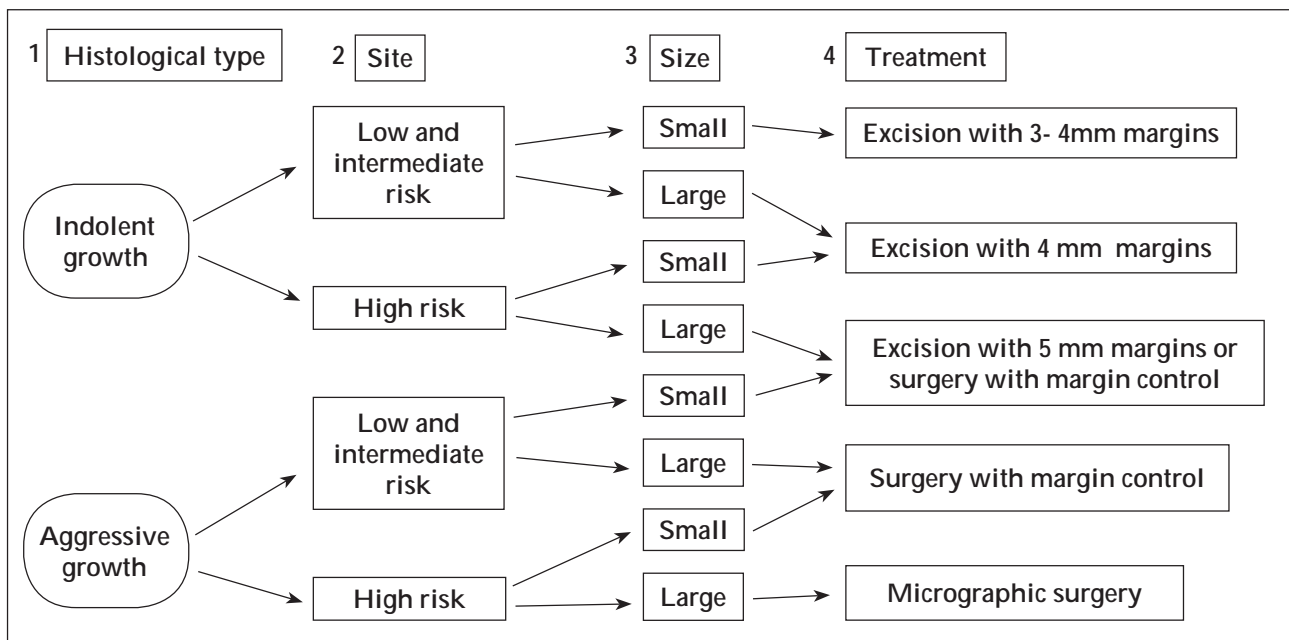 1 Histological type
2 Site
3 Size
4 Treatment
Indolent
growth
Low and
intermediate
risk
Small
Excision with 3- 4mm margins
Large
High risk
Small
Excision with 4 mm margins
Large
Excision with 5 mm margins or
surgery with margin control
Aggressive
growth
Low and
intermediate
risk
Small
Large
Surgery with margin control
High risk
Small
Large
Micrographic surgery